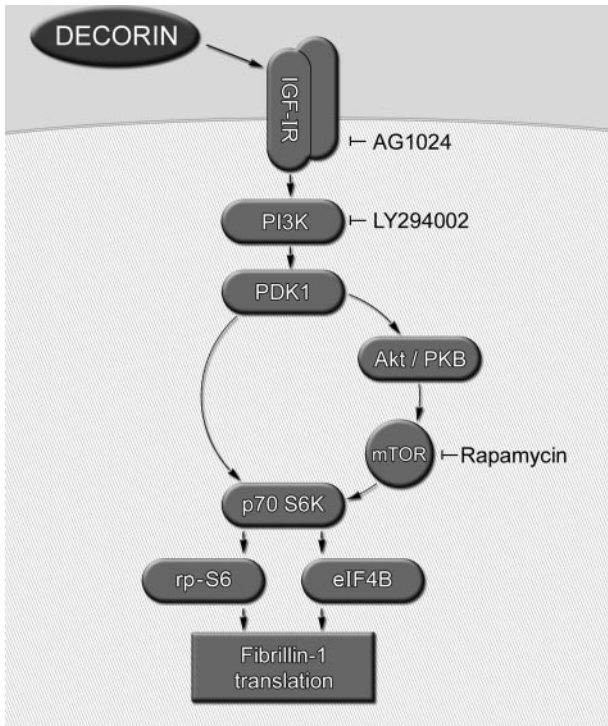 DECORIN
IGF-IR
AG1024
PI3K
LY294002
PDK1
Akt / PKB
mTOR
Rapamycin
p70 S6K
rp-S6
eIF4B
Fibrillin-1
translation